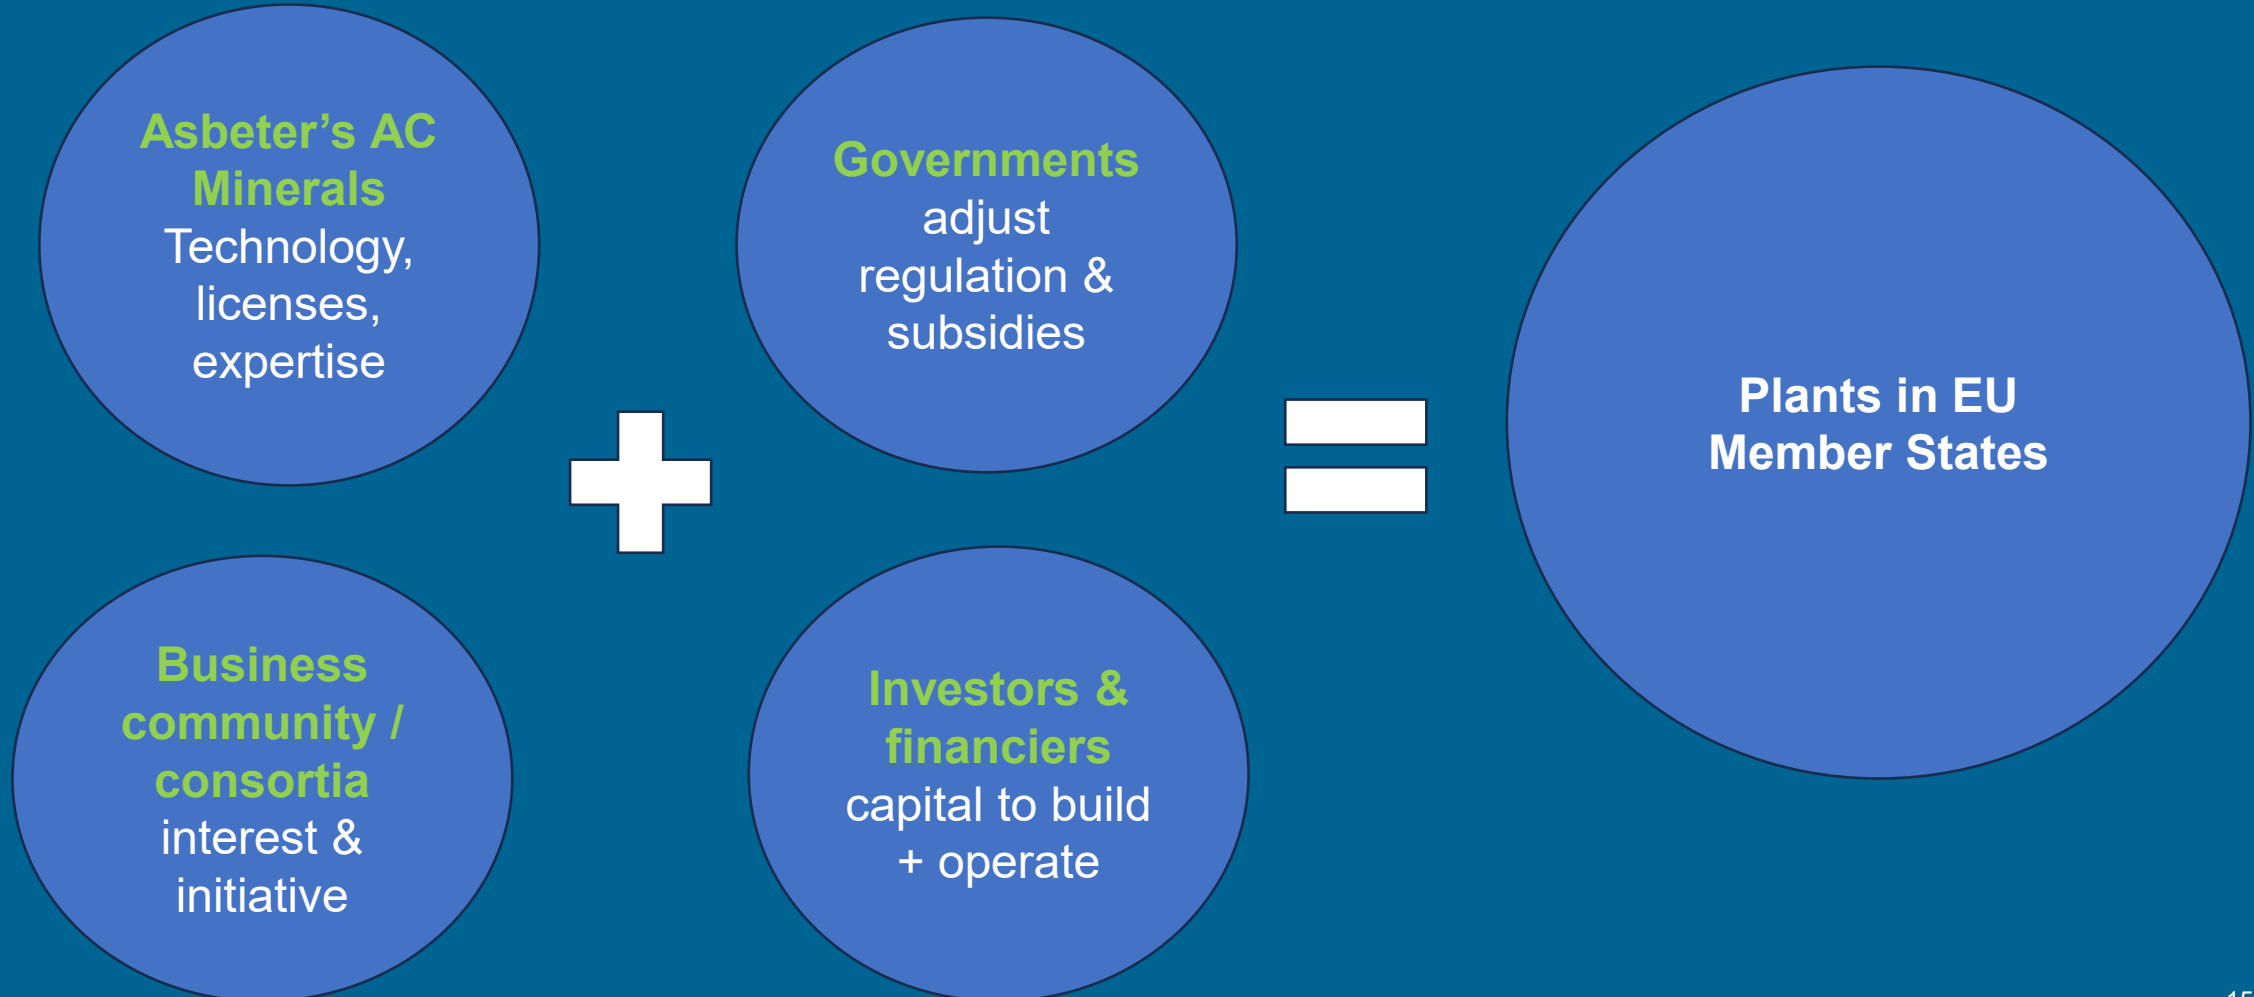 Asbeter’s AC
Minerals
Technology,
licenses,
expertise
Governments
adjust
regulation &
subsidies
Business
community /
consortia
interest &
initiative
Investors &
financiers
capital to build
+ operate
Plants in EU
Member States
15